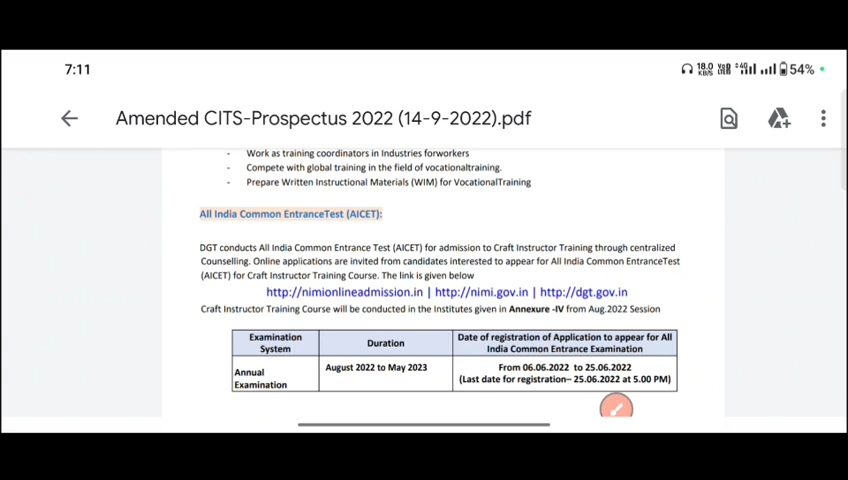 7:11
18.0 KB/S 4G 54%
Amended CITS-Prospectus 2022 (14-9-2022).pdf
- Work as training coordinators in Industries forworkers
- Compete with global training in the field of vocationaltraining.
- Prepare Written Instructional Materials (WIM) for VocationalTraining
All India Common EntranceTest (AICET):
DGT conducts All India Common Entrance Test (AICET) for admission to Craft Instructor Training through centralized
Counselling. Online applications are invited from candidates interested to appear for All India Common EntranceTest
(AICET) for Craft Instructor Training Course. The link is given below
http://nimionlineadmission.in | http://nimi.gov.in | http://dgt.gov.in
Craft Instructor Training Course will be conducted in the Institutes given in Annexure -IV from Aug.2022 Session
Examination
System
Duration
Date of registration of Application to appear for All
India Common Entrance Examination
Annual
Examination
August 2022 to May 2023
From 06.06.2022 to 25.06.2022
(Last date for registration– 25.06.2022 at 5.00 PM)